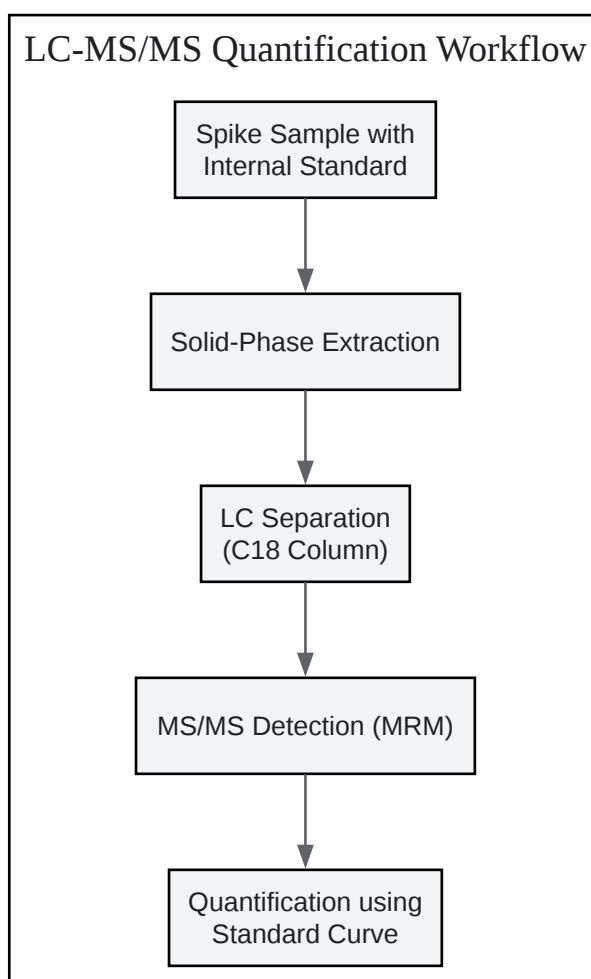 LC-MS/MS Quantification Workflow
Spike Sample with
Internal Standard
Solid-Phase Extraction
LC Separation
(C18 Column)
MS/MS Detection (MRM)
Quantification using
Standard Curve